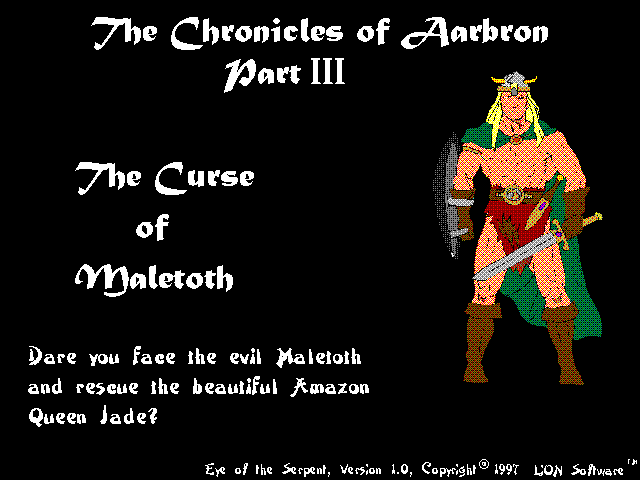 The Chronicles of Aarbron
Part III
The Curse
of
Maletoth
Dare you face the evil Maletoth
and rescue the beautiful Amazon
Queen Jade?
Eye of the Serpent, Version 1.0, Copyright® 1997 LION Software™